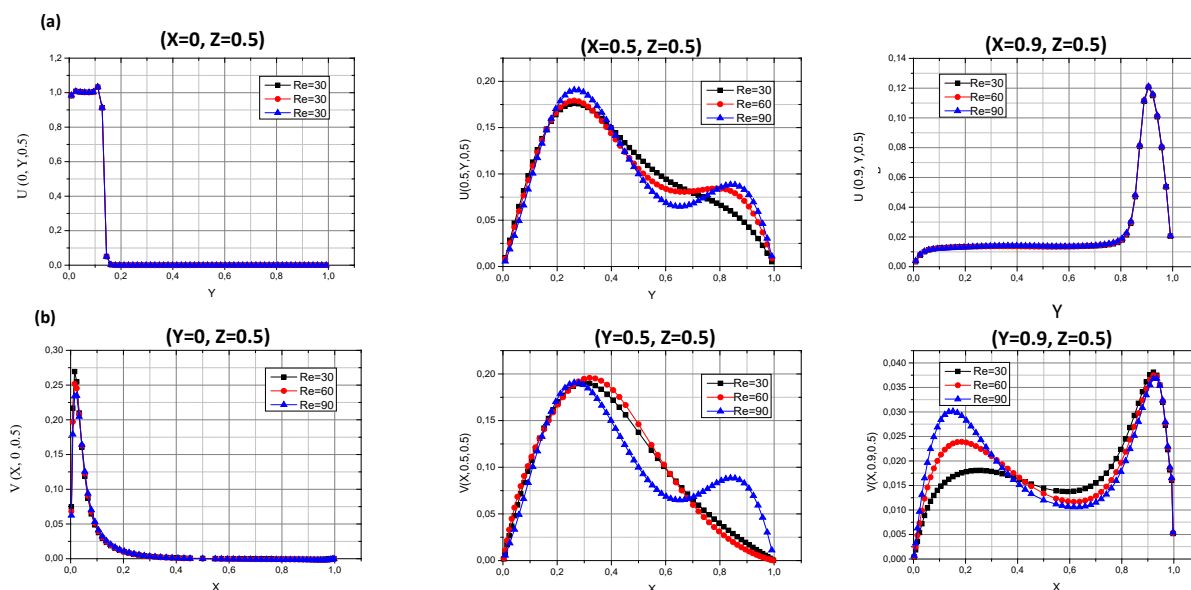 (a)
(X=0, Z=0.5)
U (0, Y,0.5)
1,2
1,0
0,8
0,6
0,4
0,2
0,0
Re=30
Re=30
Re=30
0,0 0,2 0,4 0,6 0,8 1,0
Y
(X=0.5, Z=0.5)
U(0.5,Y,0.5)
0,20
0,15
0,10
0,05
0,00
Re=30
Re=60
Re=90
0,0 0,2 0,4 0,6 0,8 1,0
Y
(X=0.9, Z=0.5)
U (0.9, Y,0.5)
0,14
0,12
0,10
0,08
0,06
0,04
0,02
0,00
Re=30
Re=60
Re=90
0,0 0,2 0,4 0,6 0,8 1,0
Y
(b)
(Y=0, Z=0.5)
V (X, 0 ,0.5)
0,30
0,25
0,20
0,15
0,10
0,05
0,00
Re=30
Re=60
Re=90
0,0 0,2 0,4 0,6 0,8 1,0
X
(Y=0.5, Z=0.5)
V(X,0.5,0.5)
0,20
0,15
0,10
0,05
0,00
Re=30
Re=60
Re=90
0,0 0,2 0,4 0,6 0,8 1,0
X
(Y=0.9, Z=0.5)
V(X,0.9,0.5)
0,040
0,035
0,030
0,025
0,020
0,015
0,010
0,005
0,000
Re=30
Re=60
Re=90
0,0 0,2 0,4 0,6 0,8 1,0
X